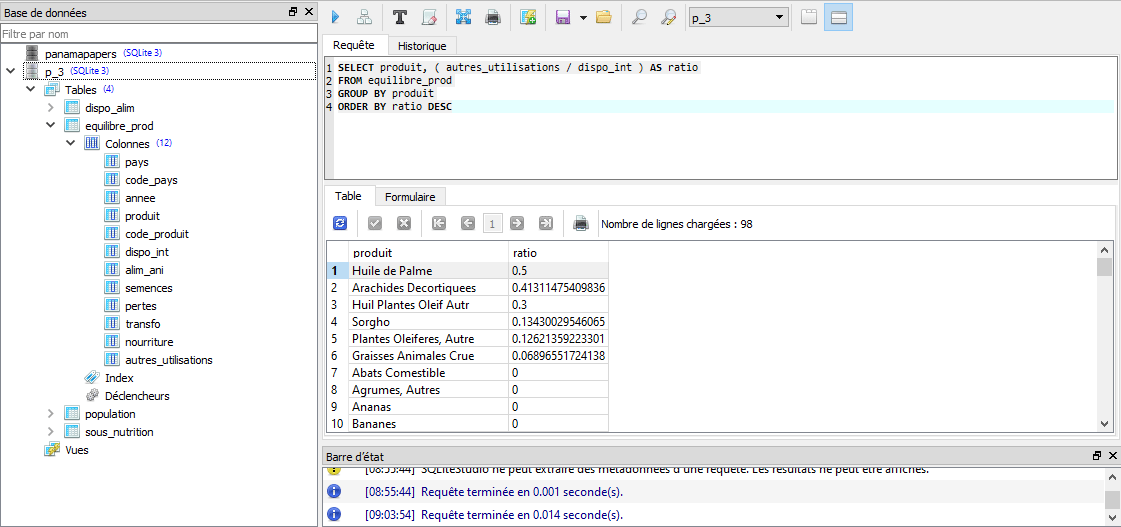 Base de données
Filtre par nom
panamapapers (SQLite 3)
p_3 (SQLite 3)
Tables (4)
dispo_alim
equilibre_prod
Colonnes (12)
pays
code_pays
annee
produit
code_produit
dispo_int
alim_ani
semences
pertes
transfo
nourriture
autres_utilisations
Index
Déclencheurs
population
sous_nutrition
Vues
p_3
Requête Historique
1 SELECT produit, ( autres_utilisations / dispo_int ) AS ratio
2 FROM equilibre_prod
3 GROUP BY produit
4 ORDER BY ratio DESC
Table Formulaire
1 Nombre de lignes chargées : 98
produit ratio
1 Huile de Palme 0.5
2 Arachides Decortiquees 0.41311475409836
3 Huil Plantes Oleif Autr 0.3
4 Sorgho 0.13430029546065
5 Plantes Oleiferes, Autre 0.12621359223301
6 Graisses Animales Crue 0.06896551724138
7 Abats Comestible 0
8 Agrumes, Autres 0
9 Ananas 0
10 Bananes 0
Barre d'état
[08:55:44] SQLiteStudio ne peut extraire des métadonnées d'une requête. Les résultats ne peut être affichés.
[08:55:44] Requête terminée en 0.001 seconde(s).
[09:03:54] Requête terminée en 0.014 seconde(s).